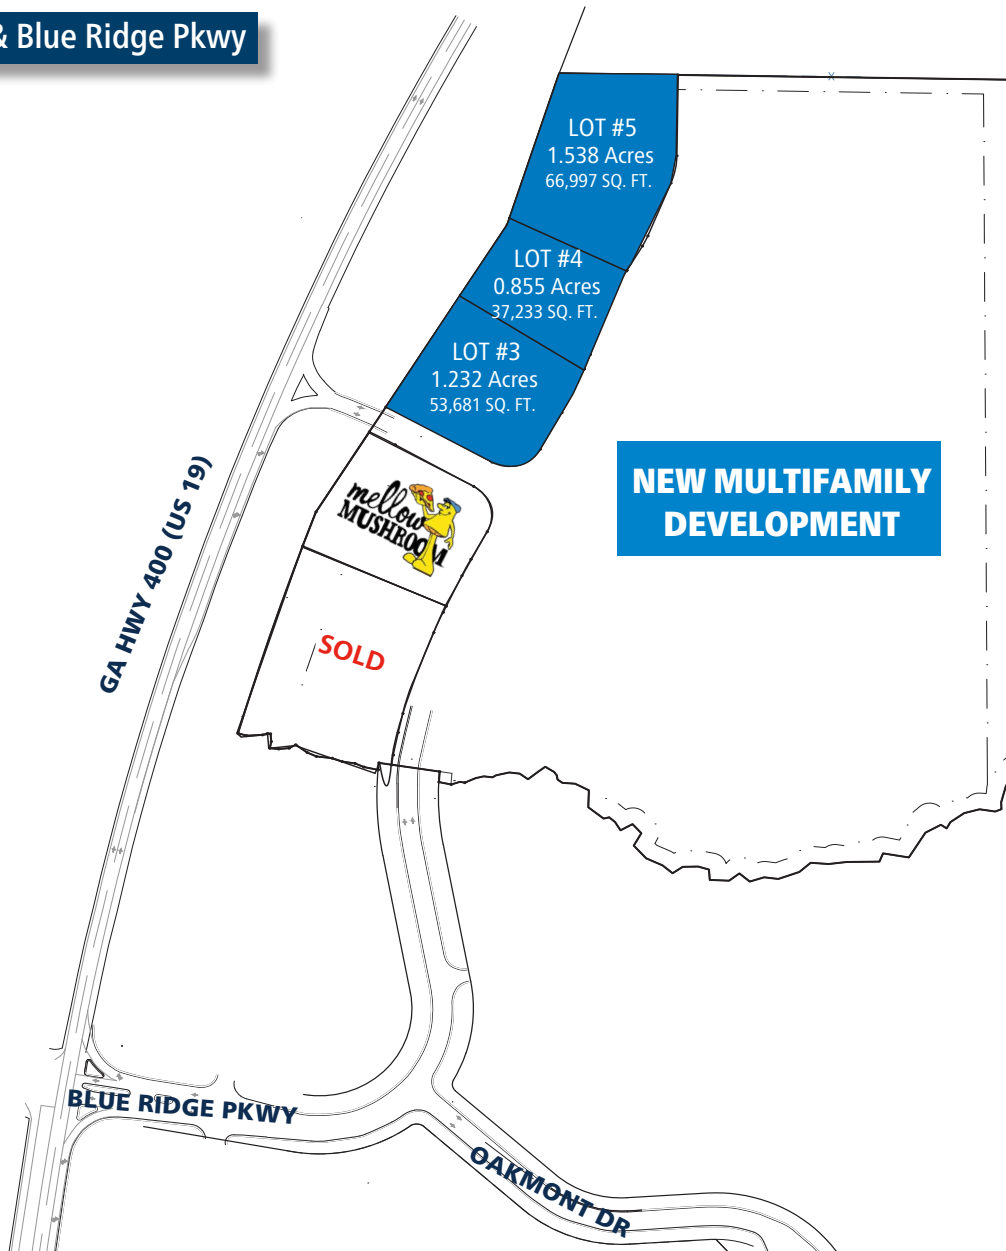 & Blue Ridge Pkwy
LOT #5
1.538 Acres
66,997 SQ. FT.
LOT #4
0.855 Acres
37,233 SQ. FT.
LOT #3
1.232 Acres
53,681 SQ. FT.
NEW MULTIFAMILY
DEVELOPMENT
mellow
MUSHROOM
GA HWY 400 (US 19)
SOLD
BLUE RIDGE PKWY
OAKMONT DR